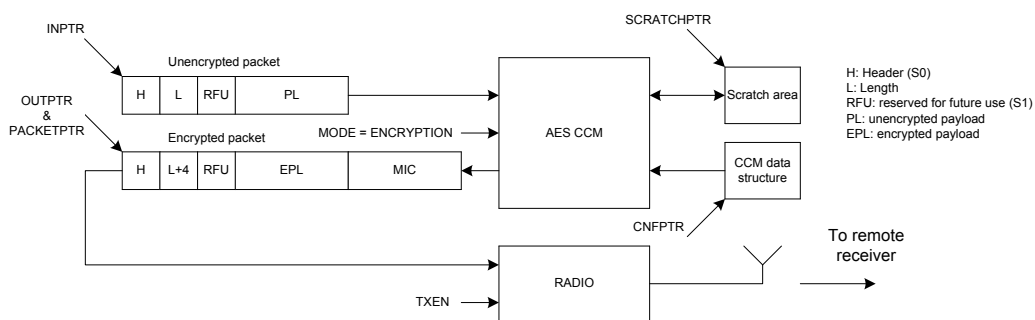 SCRATCHPTR
INPTR
Unencrypted packet
H L RFU PL
OUTPTR
&
PACKETPTR
MODE = ENCRYPTION
AES CCM
Scratch area
H: Header (S0)
L: Length
RFU: reserved for future use (S1)
PL: unencrypted payload
EPL: encrypted payload
Encrypted packet
H L+4 RFU EPL MIC
CCM data
structure
CNFPTR
To remote
receiver
RADIO
TXEN